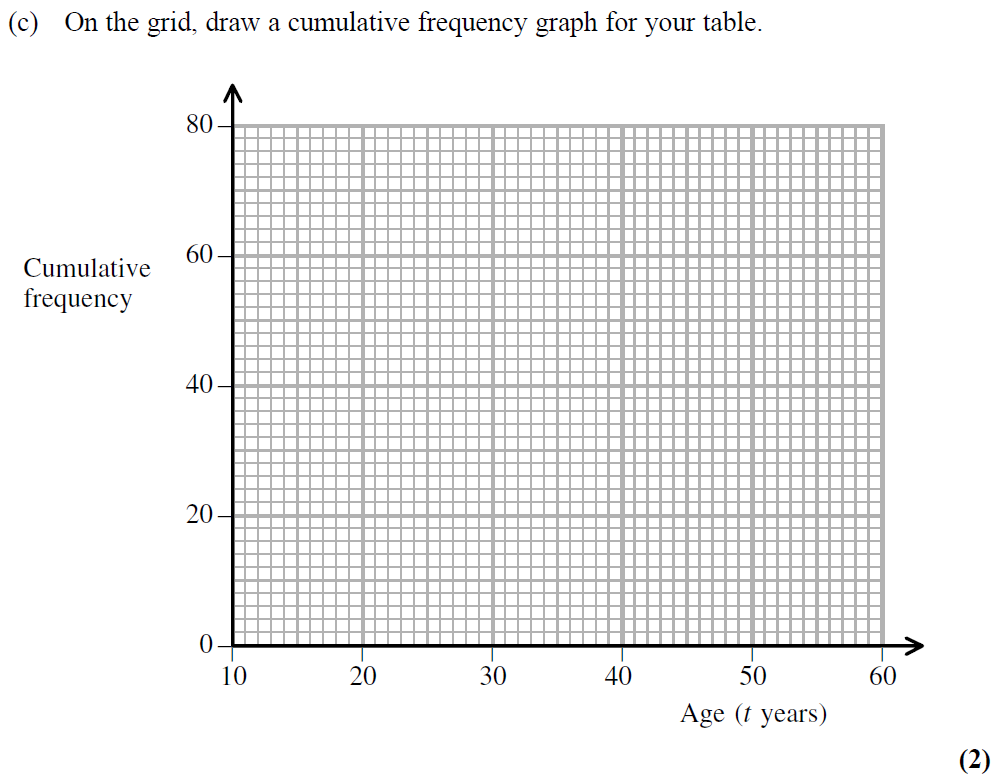 (c) On the grid, draw a cumulative frequency graph for your table.
80
60
Cumulative
frequency
40
20
0
10 20 30 40 50 60
Age (t years)
(2)